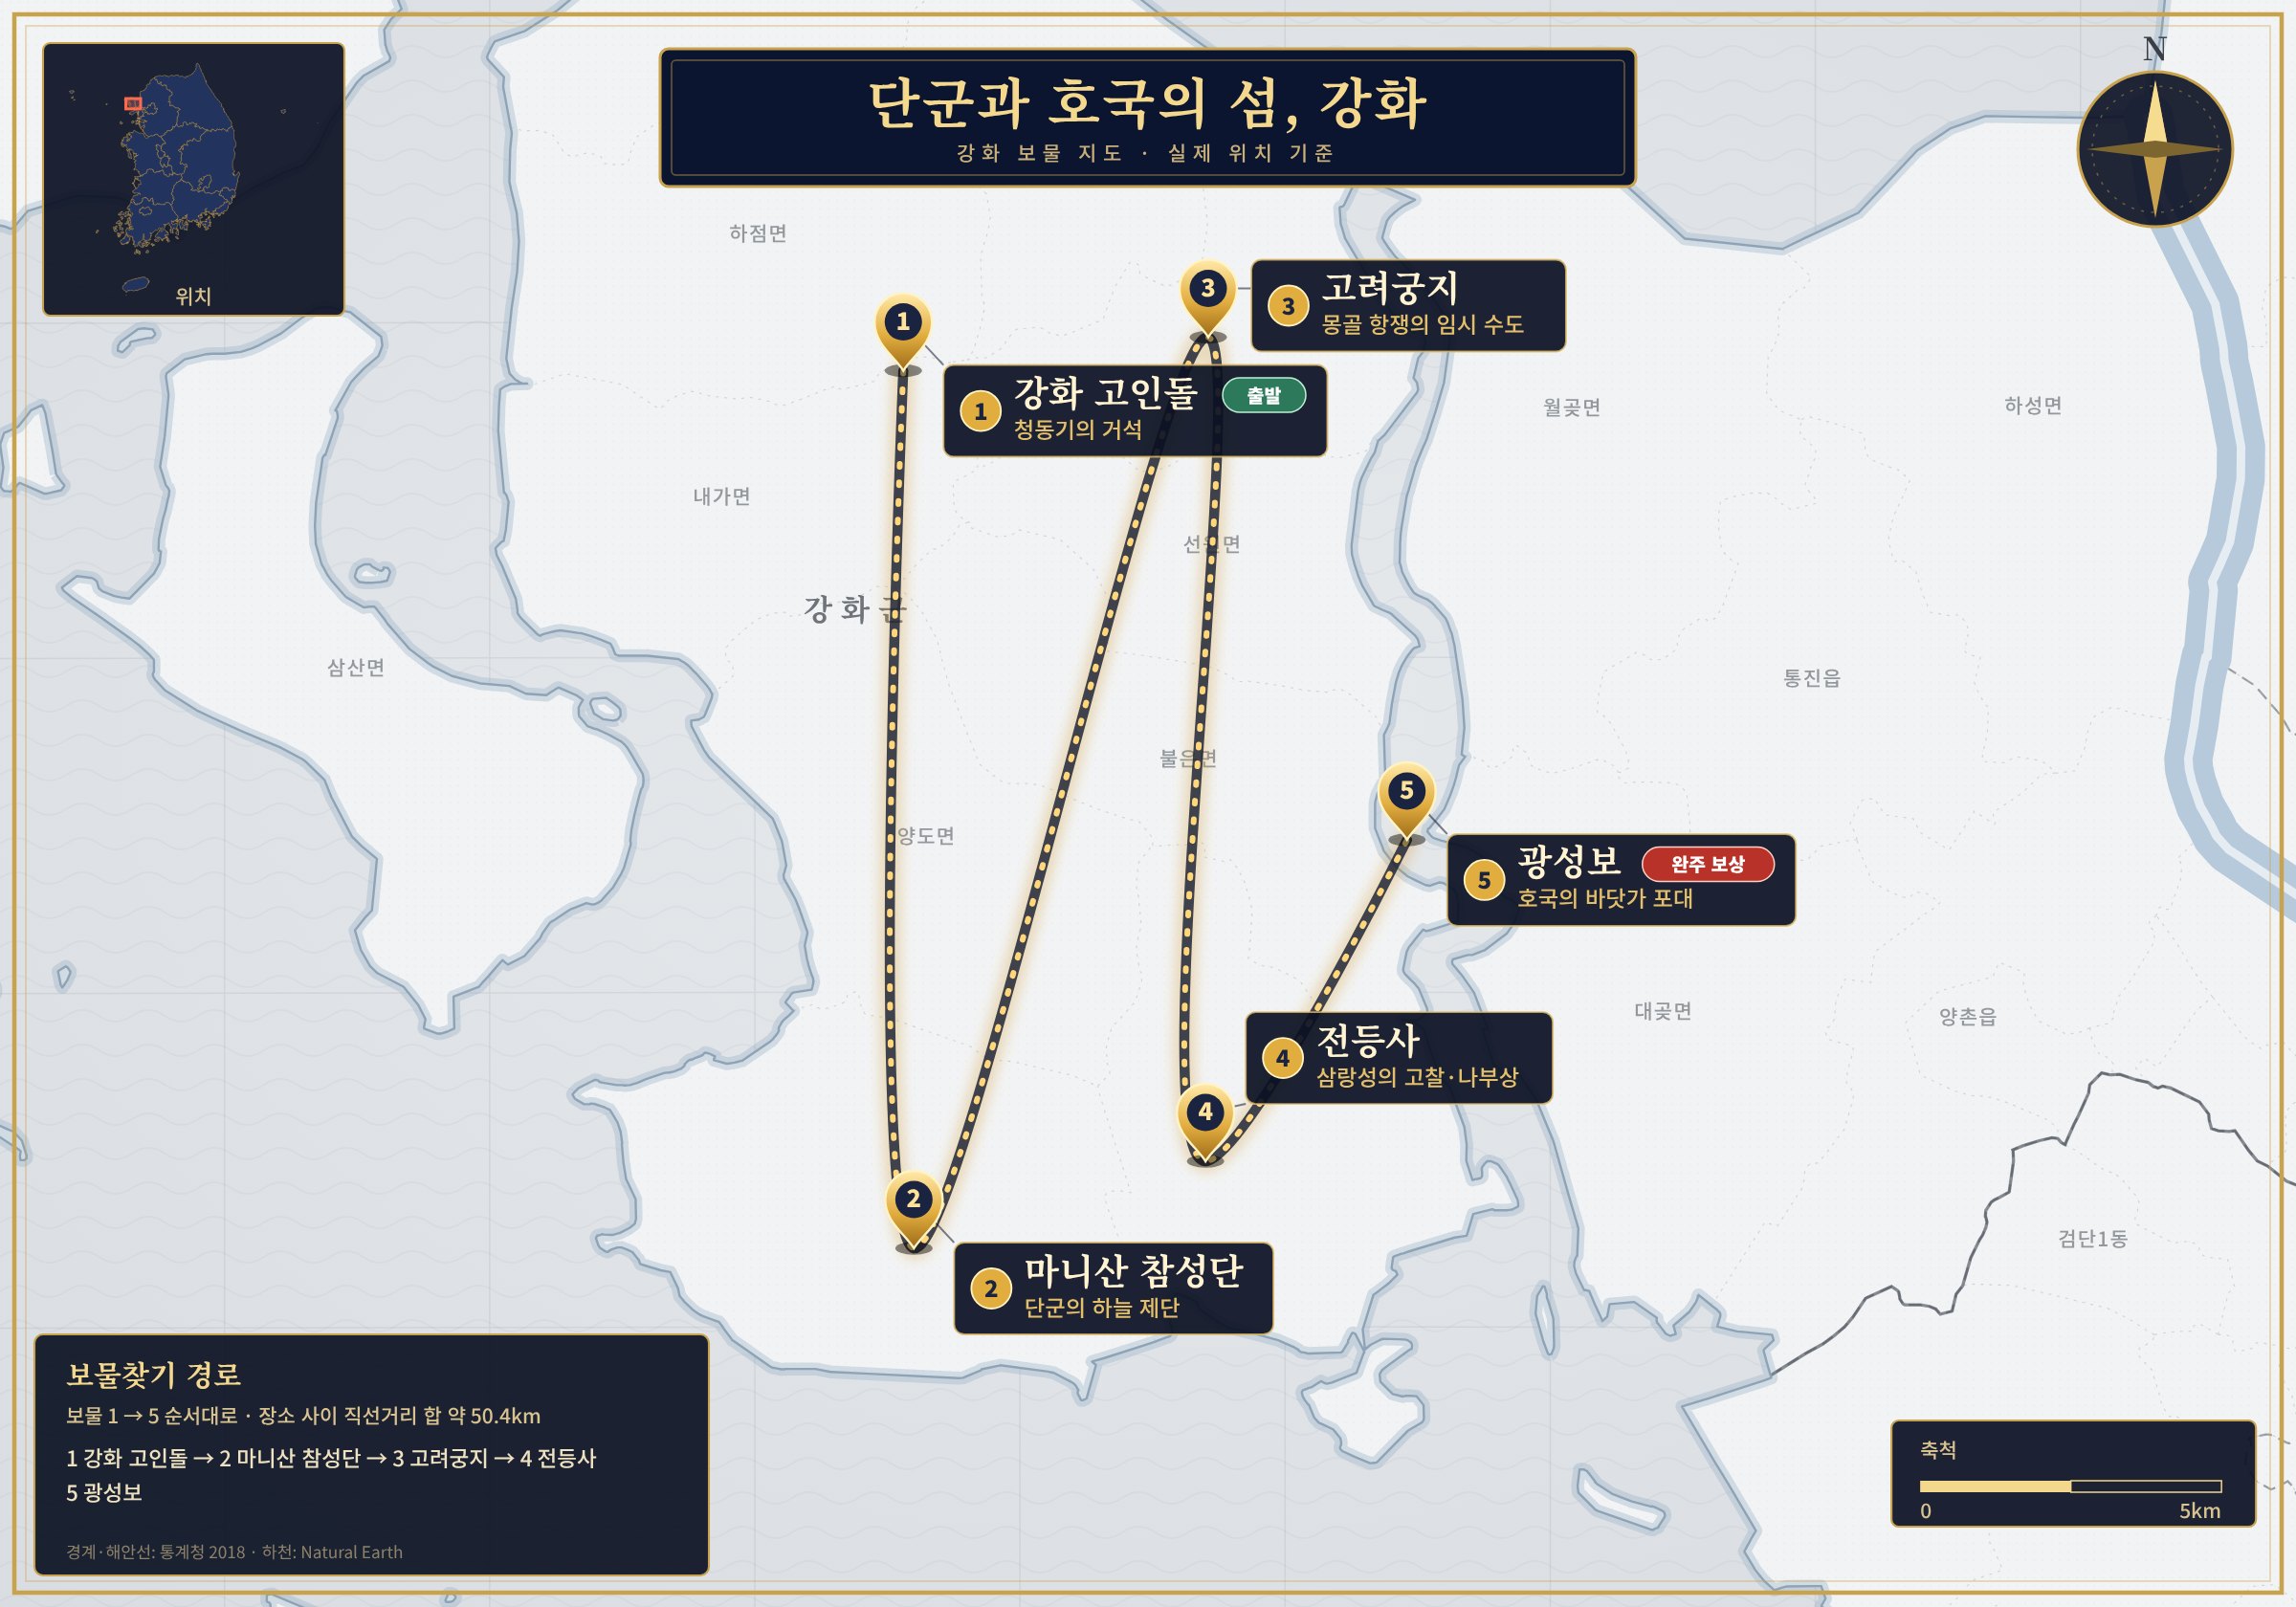 단군과 호국의 섬, 강화
강화 보물 지도 · 실제 위치 기준
위치
N
하점면
3
3 고려궁지
몽골 항쟁의 임시 수도
1
1 강화 고인돌 출발
청동기의 거석
월곶면
하성면
내가면
선원면
강화군
삼산면
통진읍
불은면
5
양도면
5 광성보 완주 보상
호국의 바닷가 포대
대곶면
양촌읍
4 전등사
삼랑성의 고찰·나부상
4
2
검단1동
2 마니산 참성단
단군의 하늘 제단
보물찾기 경로
보물 1 → 5 순서대로 · 장소 사이 직선거리 합 약 50.4km
1 강화 고인돌 → 2 마니산 참성단 → 3 고려궁지 → 4 전등사
5 광성보
경계·해안선: 통계청 2018 · 하천: Natural Earth
축척
0 5km